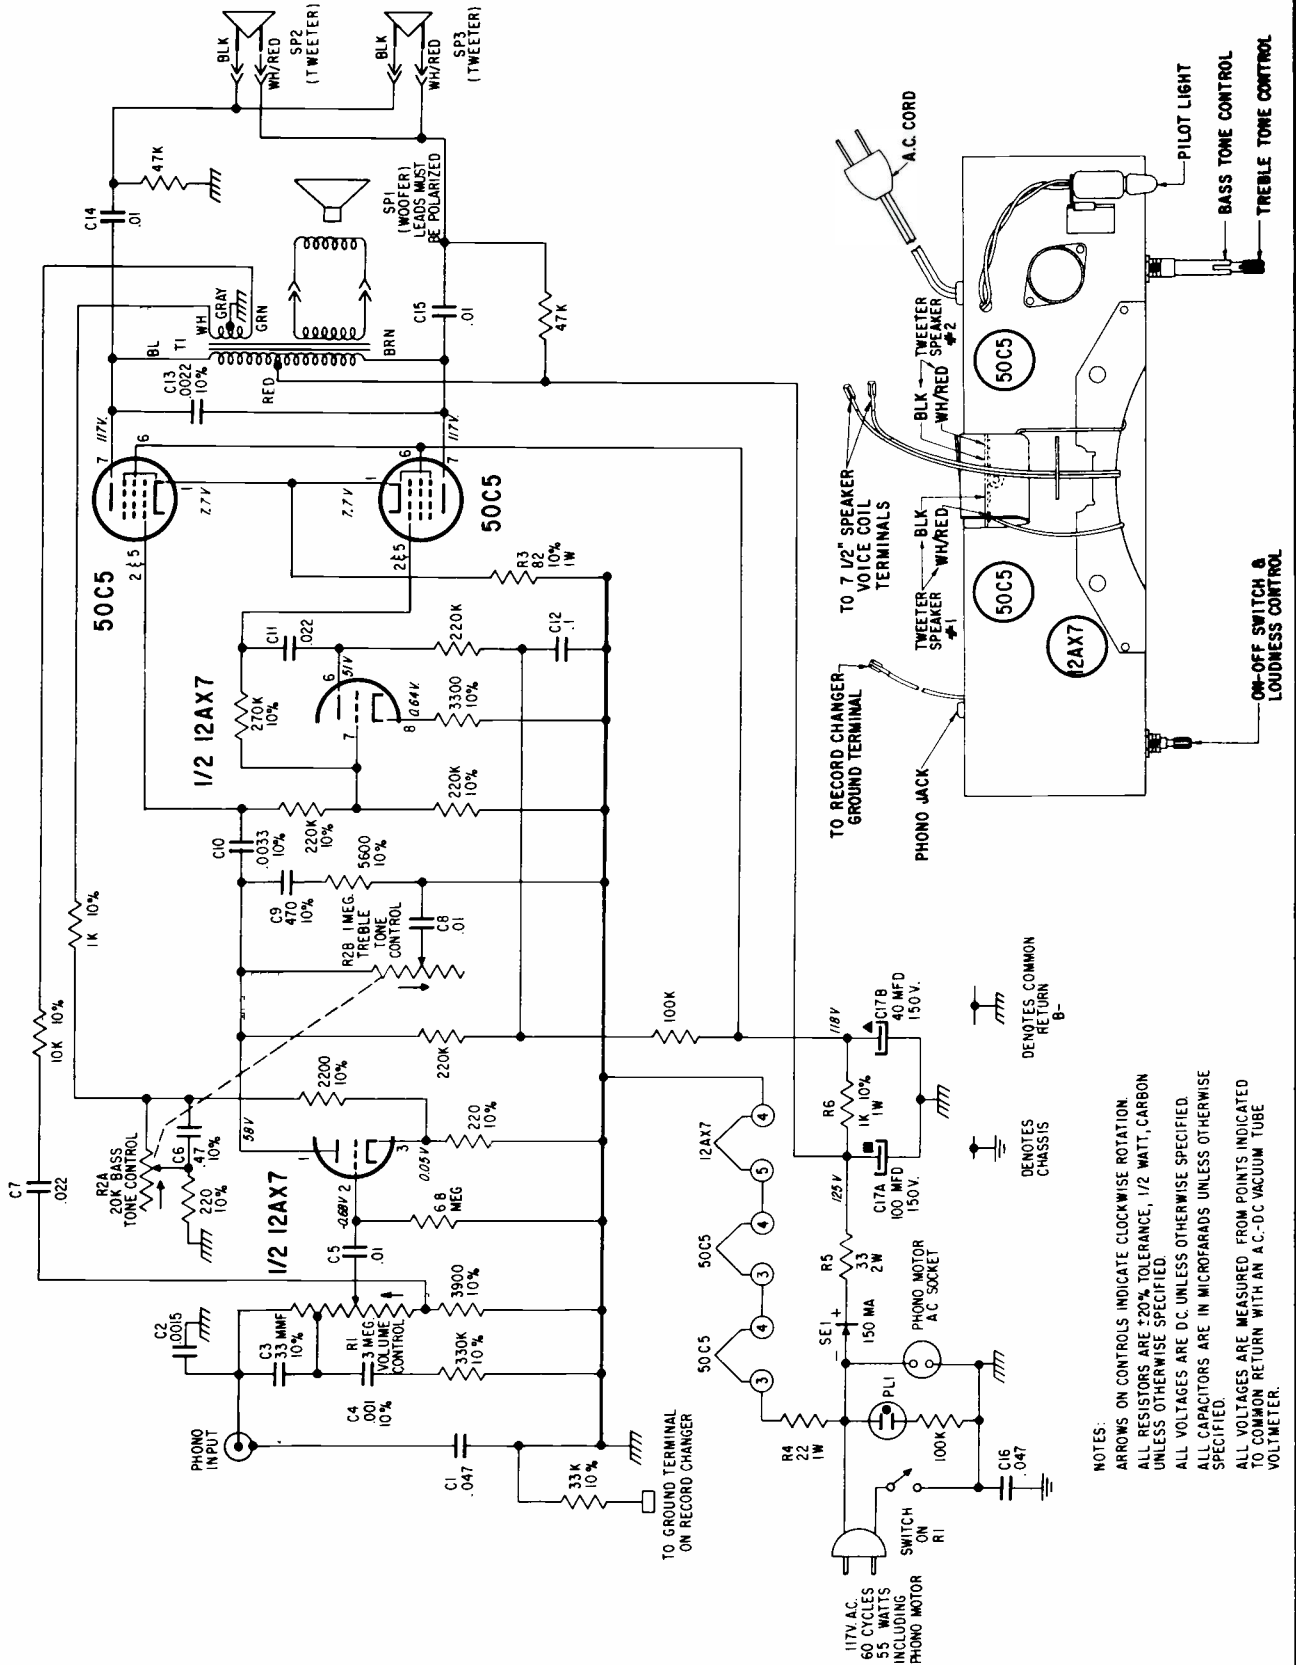 PHONO
INPUT
C2
.0015
C3
33 MMF
10%
R1
3 MEG.
VOLUME
CONTROL
C4
.001
10%
330K
10%
3900
10%
C1
.047
33K
10%
TO GROUND TERMINAL
ON RECORD CHANGER
C7
.022
10K 10%
1K 10%
R2A
20K BASS
TONE CONTROL
C6
.47
10%
220
10%
1/2 12AX7
C5
.01
-0.68V
2
1
3
58V
0.05V
2200
10%
220
10%
6 8
MEG
220K
100K
R2B 1 MEG.
TREBLE
TONE
CONTROL
C8
.01
C9
470
10%
5600
10%
C10
.0033
10%
220K
10%
220K
10%
1/2 12AX7
270K
10%
C11
.022
6
51V
7
8
0.64V.
3300
10%
220K
C12
.1
R3
82
10%
1W
50C5
2 & 5
7
117V.
6
1
7.7V
50C5
2 & 5
7.7V
1
6
7
117V.
C13
.0022
10%
BL
T1
WH
GRAY
GRN
RED
BRN
C14
.01
47K
C15
.01
47K
SP1
(WOOFER)
LEADS MUST
BE POLARIZED
BLK
WH/RED
SP2
(TWEETER)
BLK
WH/RED
SP3
(TWEETER)
117V. A.C.
60 CYCLES
55 WATTS
INCLUDING
PHONO MOTOR
SWITCH
ON
R1
R4
22
1W
PL1
100K
C16
.047
50C5
3
4
50C5
3
4
12AX7
5
4
SE1
-
+
150 MA
PHONO MOTOR
AC SOCKET
R5
33
2W
125V
C17A
100 MFD
150V.
R6
1K 10%
1W
118V
C17B
40 MFD
150V.
DENOTES
CHASSIS
DENOTES COMMON
RETURN
B-
NOTES:
ARROWS ON CONTROLS INDICATE CLOCKWISE ROTATION.
ALL RESISTORS ARE ±20% TOLERANCE, 1/2 WATT, CARBON
UNLESS OTHERWISE SPECIFIED.
ALL VOLTAGES ARE D.C. UNLESS OTHERWISE SPECIFIED.
ALL CAPACITORS ARE IN MICROFARADS UNLESS OTHERWISE
SPECIFIED.
ALL VOLTAGES ARE MEASURED FROM POINTS INDICATED
TO COMMON RETURN WITH AN A.C.-DC VACUUM TUBE
VOLTMETER.
TO RECORD CHANGER
GROUND TERMINAL
PHONO JACK
TO 7 1/2" SPEAKER
VOICE COIL
TERMINALS
A.C. CORD
TWEETER
SPEAKER
#1
BLK
WH/RED
BLK
WH/RED
TWEETER
SPEAKER
#2
12AX7
50C5
50C5
PILOT LIGHT
BASS TONE CONTROL
TREBLE TONE CONTROL
ON-OFF SWITCH &
LOUDNESS CONTROL